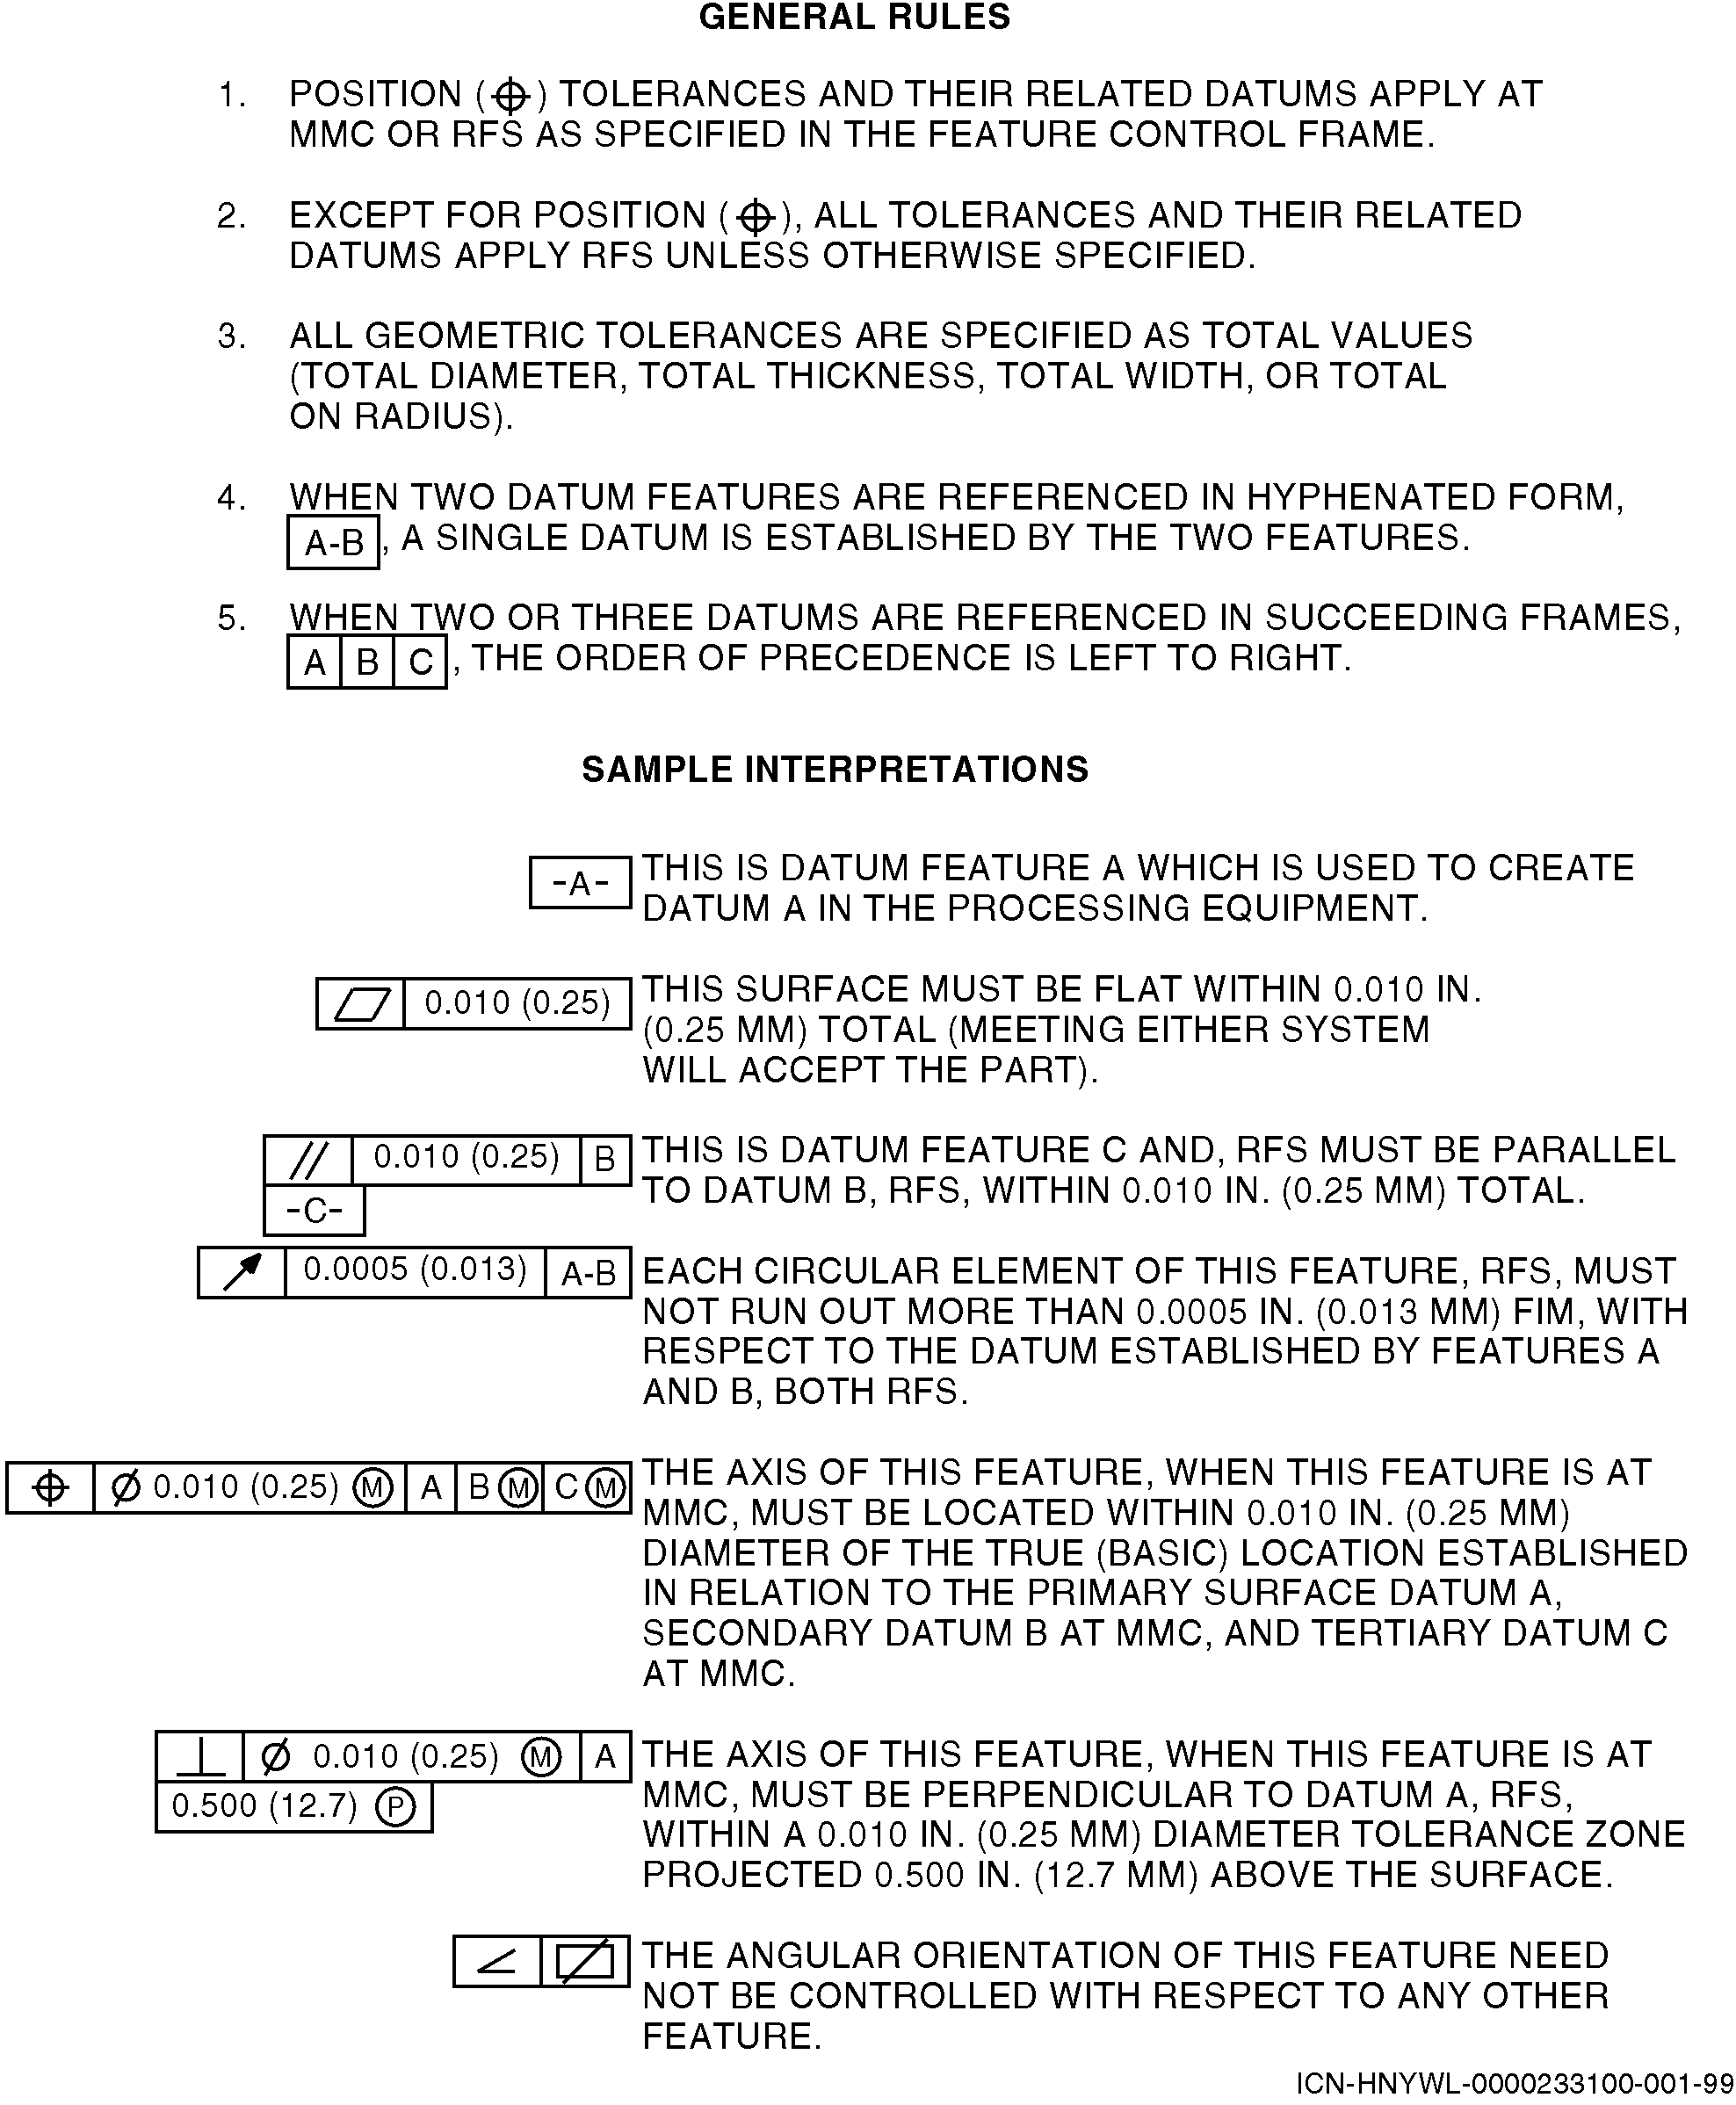 GENERAL RULES
1. POSITION (⌖) TOLERANCES AND THEIR RELATED DATUMS APPLY AT
MMC OR RFS AS SPECIFIED IN THE FEATURE CONTROL FRAME.
2. EXCEPT FOR POSITION (⌖), ALL TOLERANCES AND THEIR RELATED
DATUMS APPLY RFS UNLESS OTHERWISE SPECIFIED.
3. ALL GEOMETRIC TOLERANCES ARE SPECIFIED AS TOTAL VALUES
(TOTAL DIAMETER, TOTAL THICKNESS, TOTAL WIDTH, OR TOTAL
ON RADIUS).
4. WHEN TWO DATUM FEATURES ARE REFERENCED IN HYPHENATED FORM,
A-B, A SINGLE DATUM IS ESTABLISHED BY THE TWO FEATURES.
5. WHEN TWO OR THREE DATUMS ARE REFERENCED IN SUCCEEDING FRAMES,
A B C, THE ORDER OF PRECEDENCE IS LEFT TO RIGHT.
SAMPLE INTERPRETATIONS
-A-
THIS IS DATUM FEATURE A WHICH IS USED TO CREATE
DATUM A IN THE PROCESSING EQUIPMENT.
⏥ 0.010 (0.25)
THIS SURFACE MUST BE FLAT WITHIN 0.010 IN.
(0.25 MM) TOTAL (MEETING EITHER SYSTEM
WILL ACCEPT THE PART).
// 0.010 (0.25) B
-C-
THIS IS DATUM FEATURE C AND, RFS MUST BE PARALLEL
TO DATUM B, RFS, WITHIN 0.010 IN. (0.25 MM) TOTAL.
↗ 0.0005 (0.013) A-B
EACH CIRCULAR ELEMENT OF THIS FEATURE, RFS, MUST
NOT RUN OUT MORE THAN 0.0005 IN. (0.013 MM) FIM, WITH
RESPECT TO THE DATUM ESTABLISHED BY FEATURES A
AND B, BOTH RFS.
⌖ Ø 0.010 (0.25) Ⓜ A B Ⓜ C Ⓜ
THE AXIS OF THIS FEATURE, WHEN THIS FEATURE IS AT
MMC, MUST BE LOCATED WITHIN 0.010 IN. (0.25 MM)
DIAMETER OF THE TRUE (BASIC) LOCATION ESTABLISHED
IN RELATION TO THE PRIMARY SURFACE DATUM A,
SECONDARY DATUM B AT MMC, AND TERTIARY DATUM C
AT MMC.
⊥ Ø 0.010 (0.25) Ⓜ A
0.500 (12.7) Ⓟ
THE AXIS OF THIS FEATURE, WHEN THIS FEATURE IS AT
MMC, MUST BE PERPENDICULAR TO DATUM A, RFS,
WITHIN A 0.010 IN. (0.25 MM) DIAMETER TOLERANCE ZONE
PROJECTED 0.500 IN. (12.7 MM) ABOVE THE SURFACE.
THE ANGULAR ORIENTATION OF THIS FEATURE NEED
NOT BE CONTROLLED WITH RESPECT TO ANY OTHER
FEATURE.
ICN-HNYWL-0000233100-001-99